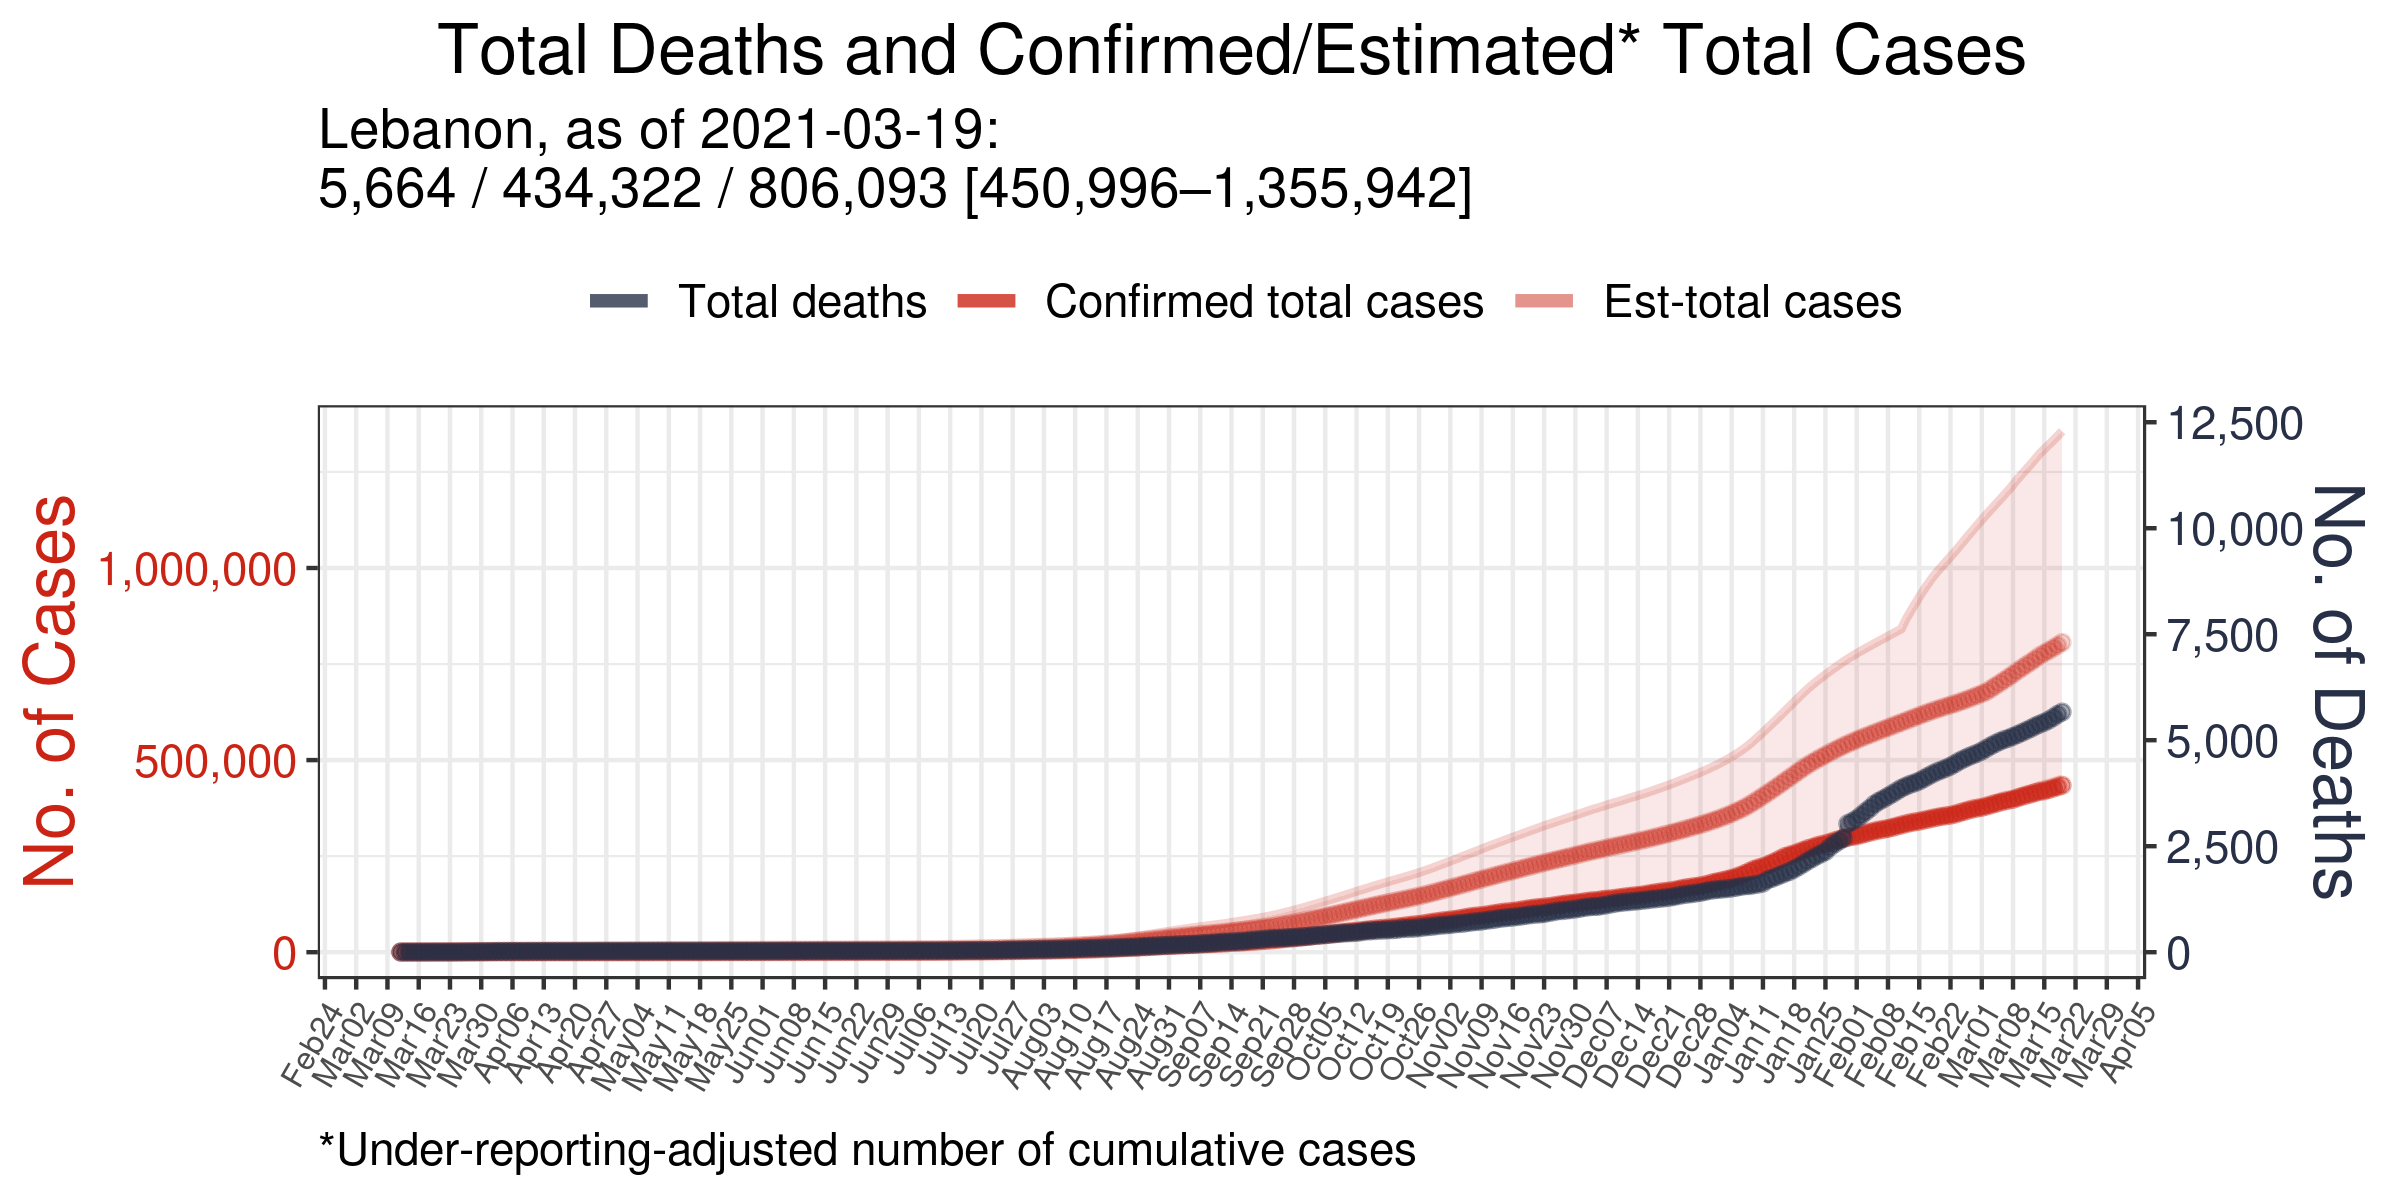 Total Deaths and Confirmed/Estimated* Total Cases
Lebanon, as of 2021-03-19:
5,664 / 434,322 / 806,093 [450,996–1,355,942]
Total deaths
Confirmed total cases
Est-total cases
No. of Cases
1,000,000
500,000
0
12,500
10,000
7,500
5,000
2,500
0
No. of Deaths
Feb24
Mar02
Mar09
Mar16
Mar23
Mar30
Apr06
Apr13
Apr20
Apr27
May04
May11
May18
May25
Jun01
Jun08
Jun15
Jun22
Jun29
Jul06
Jul13
Jul20
Jul27
Aug03
Aug10
Aug17
Aug24
Aug31
Sep07
Sep14
Sep21
Sep28
Oct05
Oct12
Oct19
Oct26
Nov02
Nov09
Nov16
Nov23
Nov30
Dec07
Dec14
Dec21
Dec28
Jan04
Jan11
Jan18
Jan25
Feb01
Feb08
Feb15
Feb22
Mar01
Mar08
Mar15
Mar22
Mar29
Apr05
*Under-reporting-adjusted number of cumulative cases